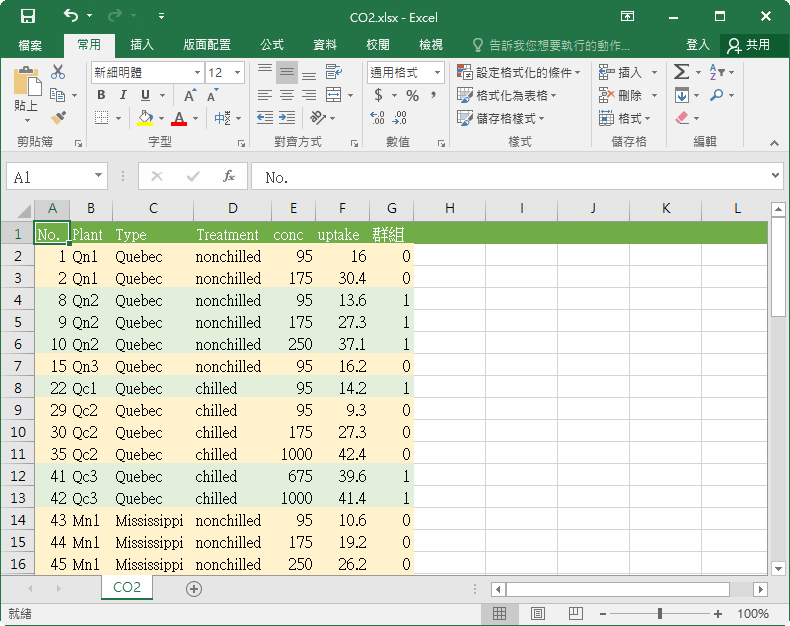 CO2.xlsx - Excel
檔案 常用 插入 版面配置 公式 資料 校閱 檢視 告訴我您想要執行的動作... 登入 共用
新細明體 12 通用格式 設定格式化的條件 插入
貼上 B I U A A $ % , 格式化為表格 刪除
A 中 .00 儲存格樣式 格式
剪貼簿 字型 對齊方式 數值 樣式 儲存格 編輯
A1 fx No.
A B C D E F G H I J K L
1 No. Plant Type Treatment conc uptake 群組
2 1 Qn1 Quebec nonchilled 95 16 0
3 2 Qn1 Quebec nonchilled 175 30.4 0
4 8 Qn2 Quebec nonchilled 95 13.6 1
5 9 Qn2 Quebec nonchilled 175 27.3 1
6 10 Qn2 Quebec nonchilled 250 37.1 1
7 15 Qn3 Quebec nonchilled 95 16.2 0
8 22 Qc1 Quebec chilled 95 14.2 1
9 29 Qc2 Quebec chilled 95 9.3 0
10 30 Qc2 Quebec chilled 175 27.3 0
11 35 Qc2 Quebec chilled 1000 42.4 0
12 41 Qc3 Quebec chilled 675 39.6 1
13 42 Qc3 Quebec chilled 1000 41.4 1
14 43 Mn1 Mississippi nonchilled 95 10.6 0
15 44 Mn1 Mississippi nonchilled 175 19.2 0
16 45 Mn1 Mississippi nonchilled 250 26.2 0
CO2
就緒 100%